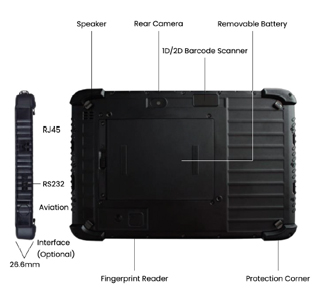 Speaker
Rear Camera
Removable Battery
1D/2D Barcode Scanner
RJ45
RS232
Aviation
Interface
(Optional)
26.6mm
Fingerprint Reader
Protection Corner